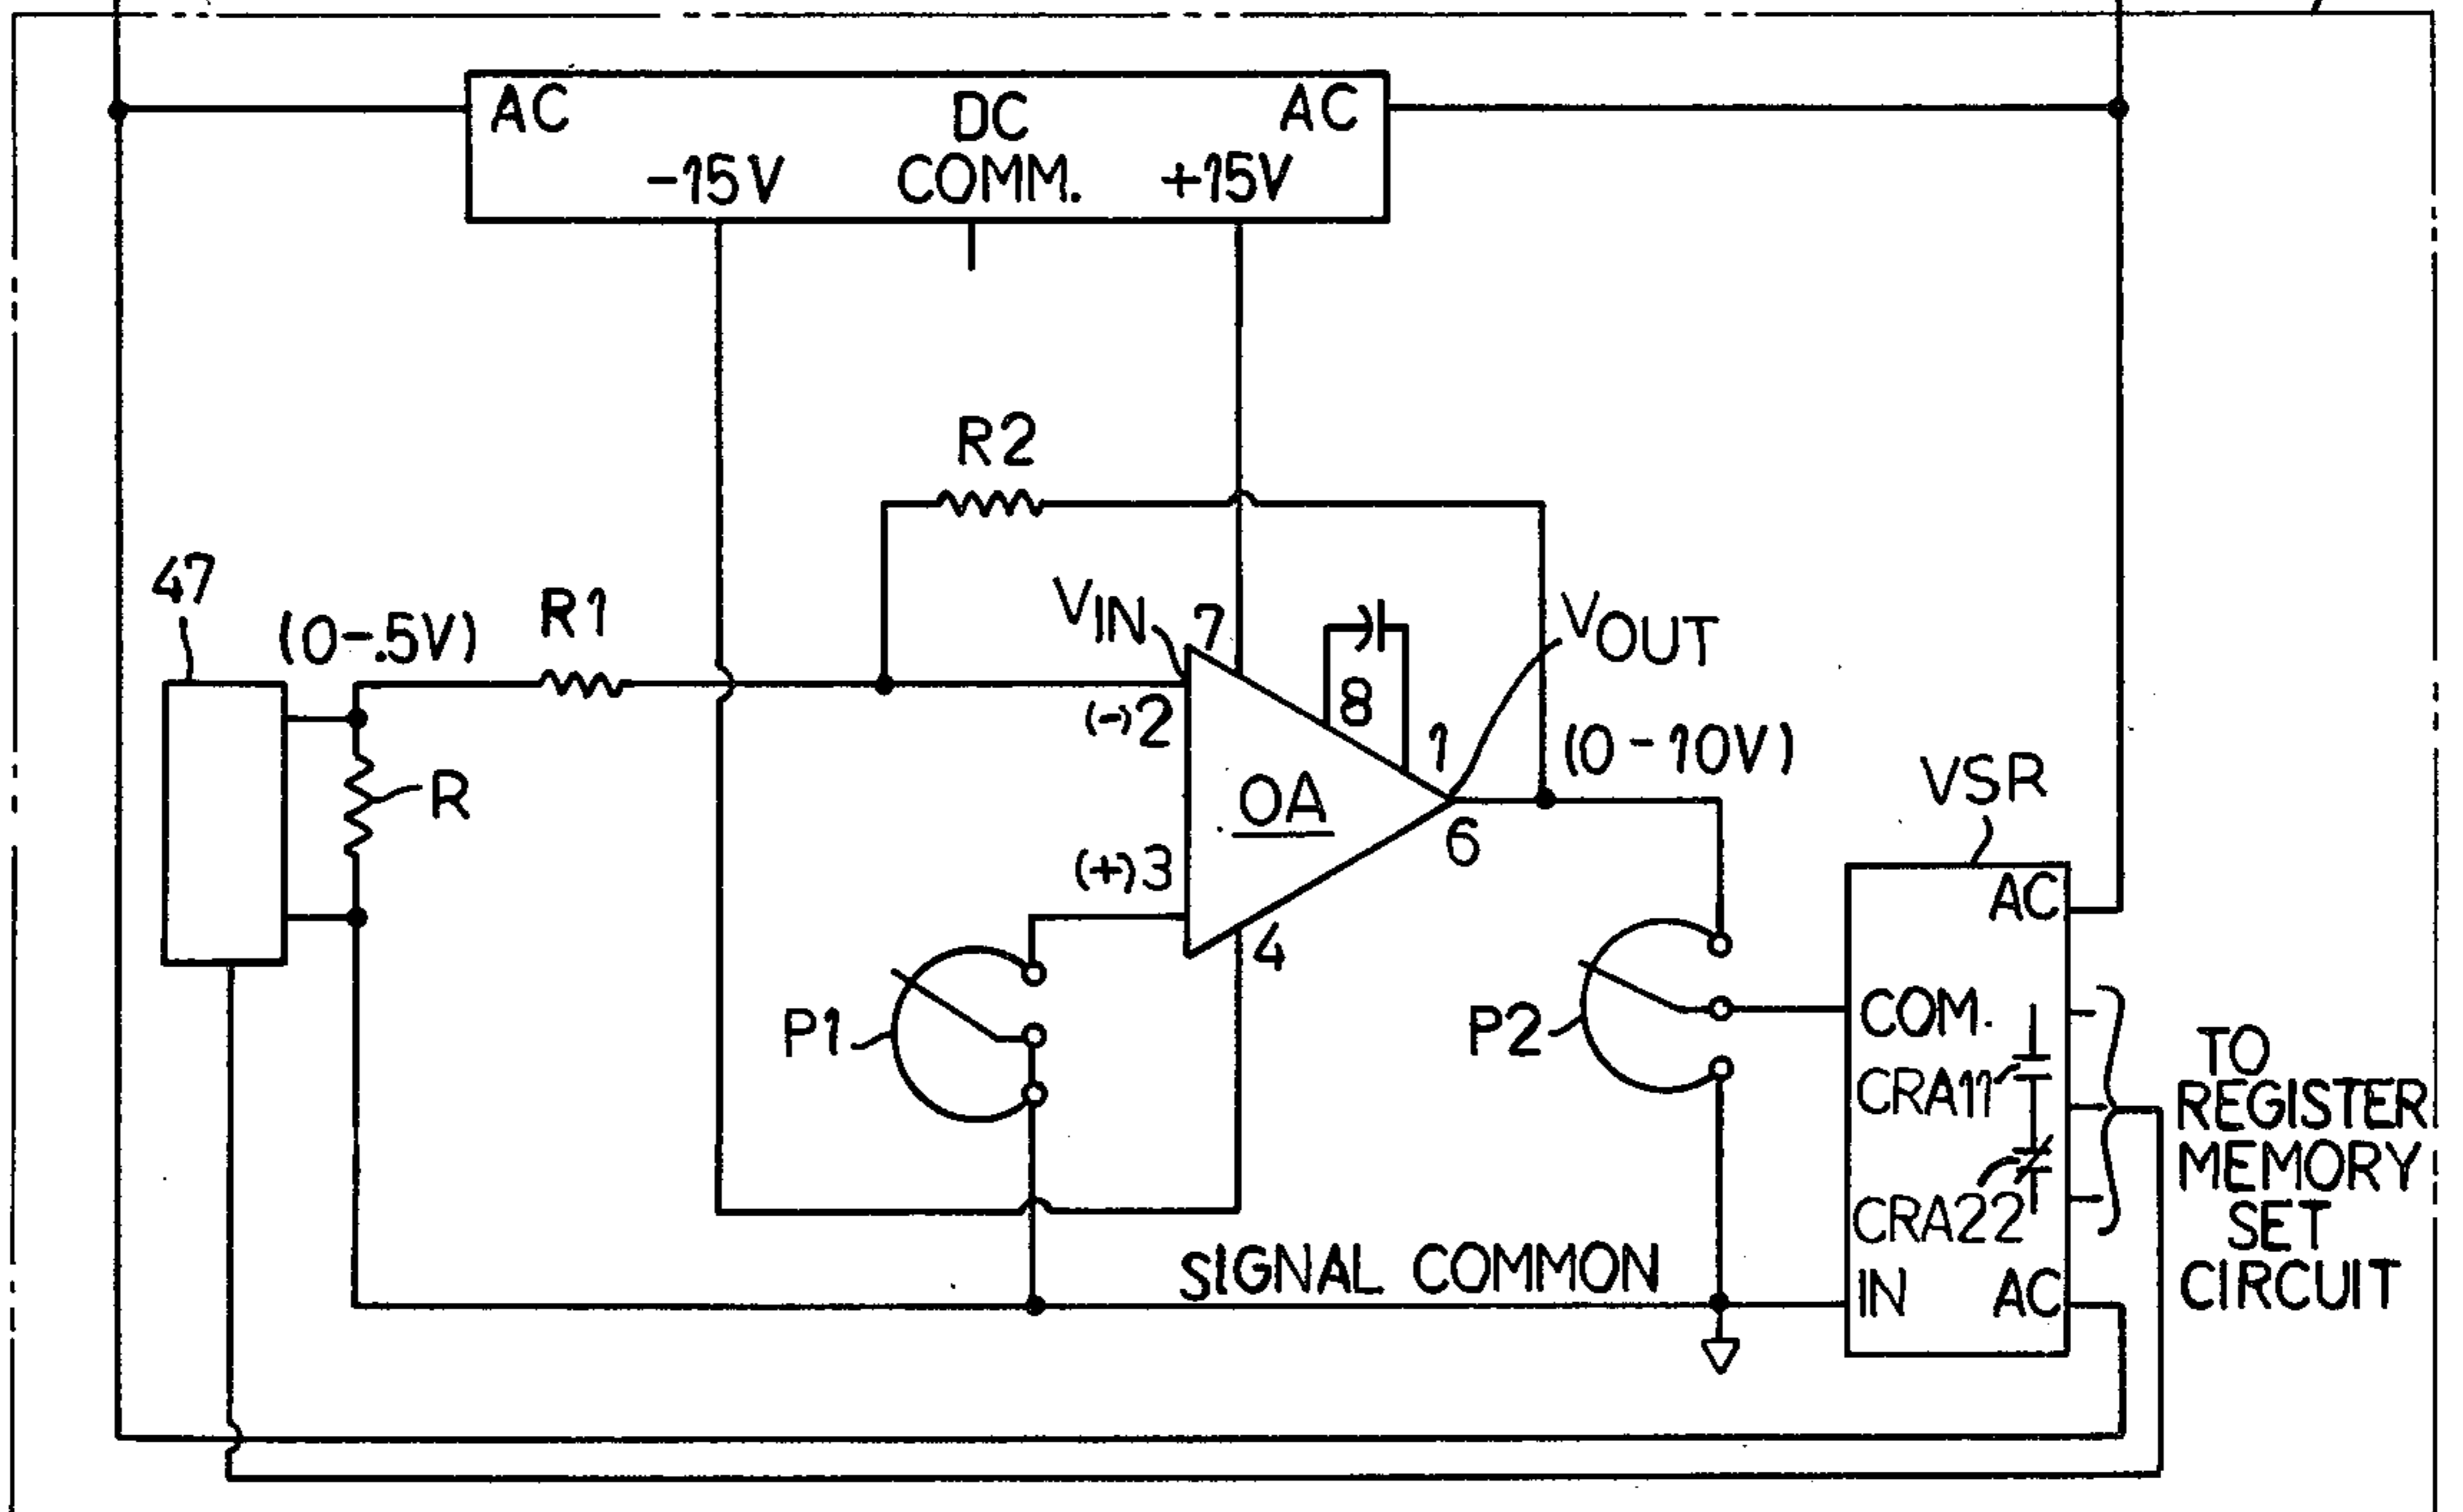 AC DC AC
-15V COMM. +15V
R2
47
(0-.5V)
R1
VIN
7
8
1
VOUT
(0-10V)
(-)2
OA
6
(+)3
4
R
P1
P2
VSR
AC
COM.
CRA11
CRA22
IN AC
TO
REGISTER
MEMORY
SET
CIRCUIT
SIGNAL COMMON